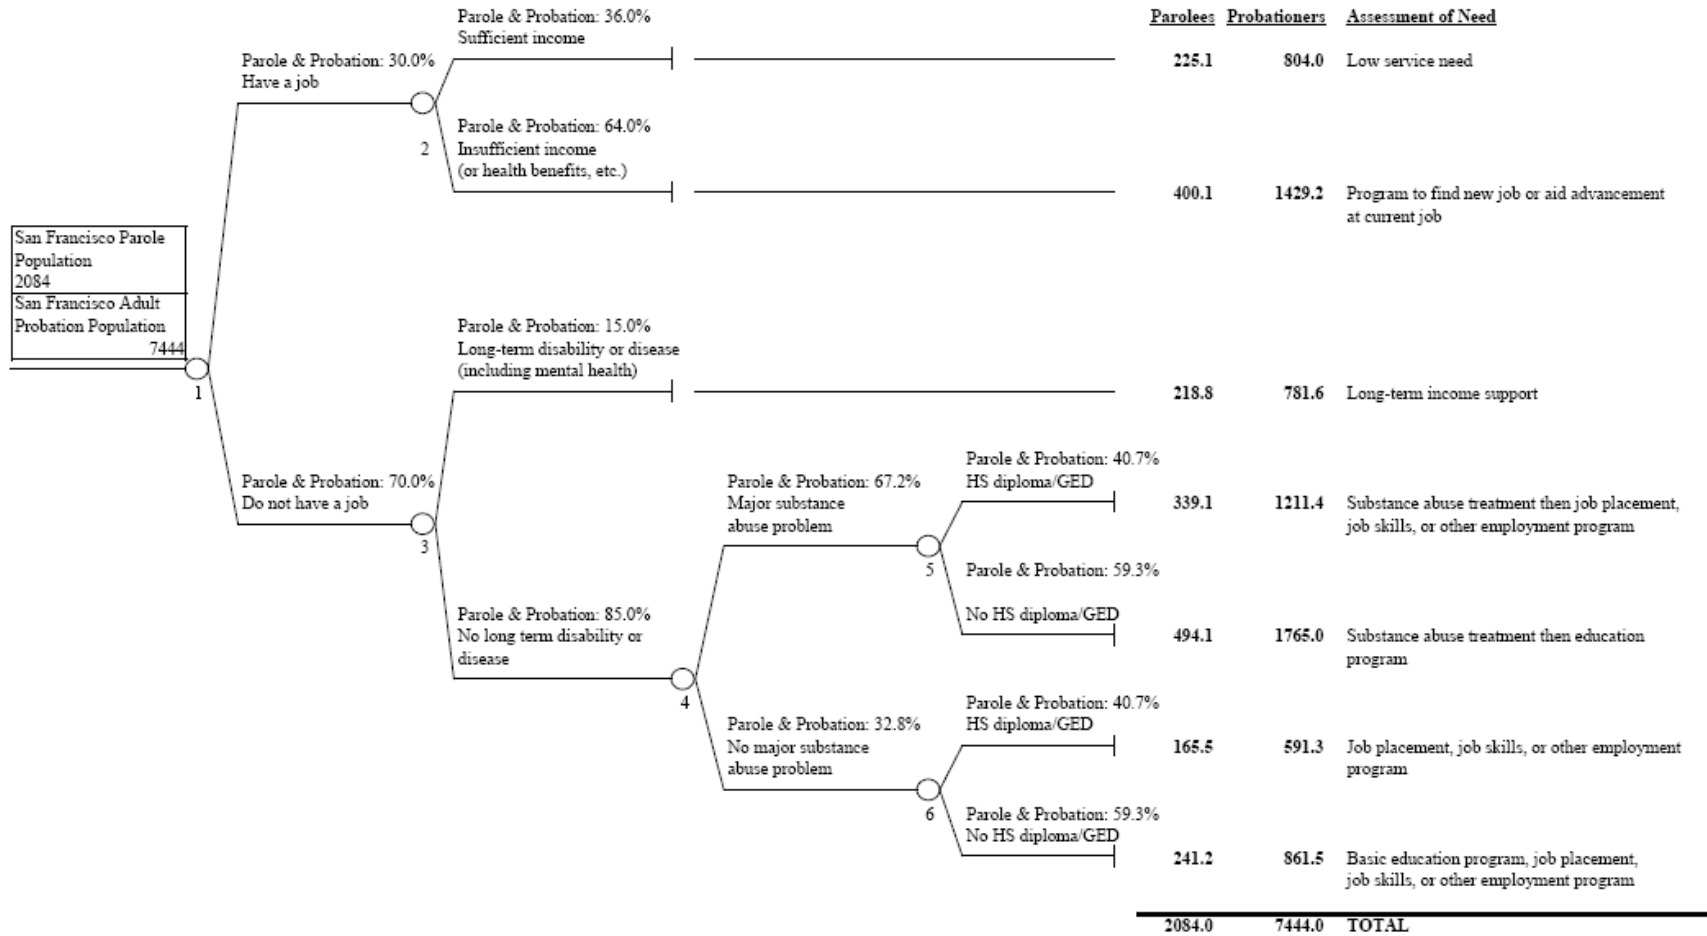 Parolees Probationers Assessment of Need
Parole & Probation: 36.0%
Sufficient income
225.1 804.0 Low service need
Parole & Probation: 30.0%
Have a job
Parole & Probation: 64.0%
2 Insufficient income
(or health benefits, etc.)
400.1 1429.2 Program to find new job or aid advancement
at current job
San Francisco Parole
Population
2084
San Francisco Adult
Probation Population
7444
1
Parole & Probation: 15.0%
Long-term disability or disease
(including mental health)
218.8 781.6 Long-term income support
Parole & Probation: 70.0%
Do not have a job
3
Parole & Probation: 67.2%
Major substance
abuse problem
Parole & Probation: 40.7%
HS diploma/GED
339.1 1211.4 Substance abuse treatment then job placement,
job skills, or other employment program
5
Parole & Probation: 59.3%
No HS diploma/GED
494.1 1765.0 Substance abuse treatment then education
program
Parole & Probation: 85.0%
No long term disability or
disease
4
Parole & Probation: 32.8%
No major substance
abuse problem
Parole & Probation: 40.7%
HS diploma/GED
165.5 591.3 Job placement, job skills, or other employment
program
6
Parole & Probation: 59.3%
No HS diploma/GED
241.2 861.5 Basic education program, job placement,
job skills, or other employment program
2084.0 7444.0 TOTAL